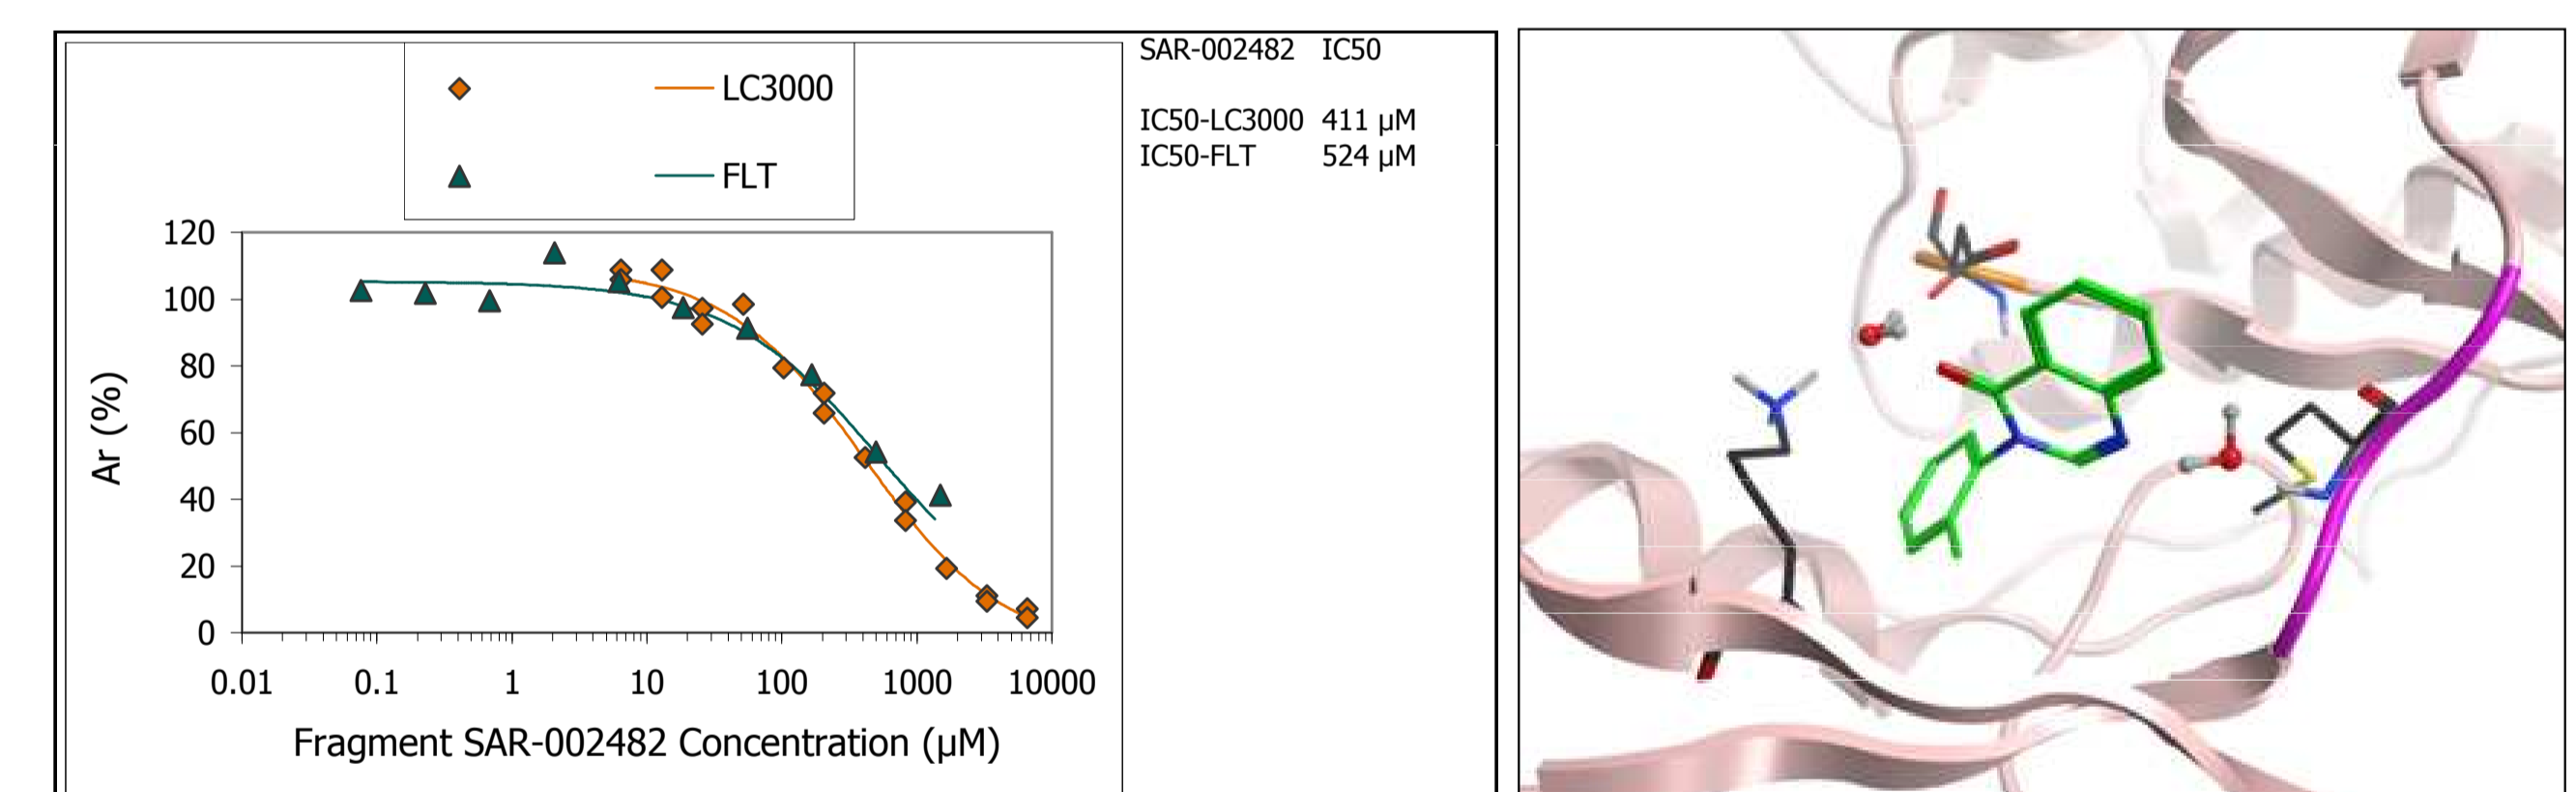 LC3000
FLT
SAR-002482 IC50
IC50-LC3000 411 µM
IC50-FLT 524 µM
120
100
80
60
40
20
0
Ar (%)
0.01 0.1 1 10 100 1000 10000
Fragment SAR-002482 Concentration (µM)